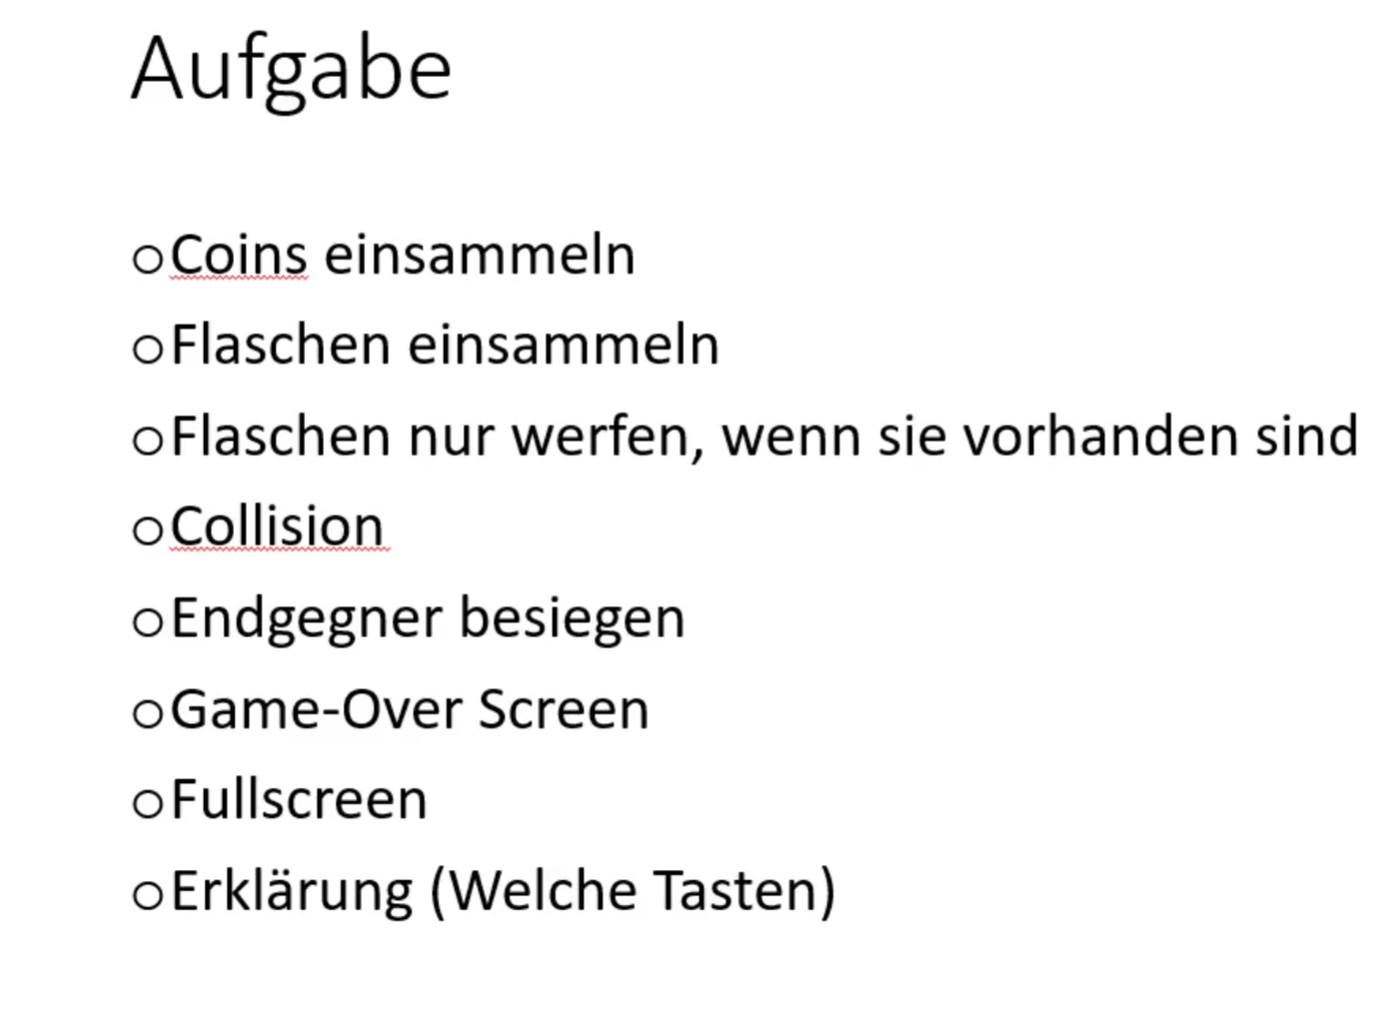 Aufgabe
Coins einsammeln
Flaschen einsammeln
Flaschen nur werfen, wenn sie vorhanden sind
Collision
Endgegner besiegen
Game-Over Screen
Fullscreen
Erklärung (Welche Tasten)